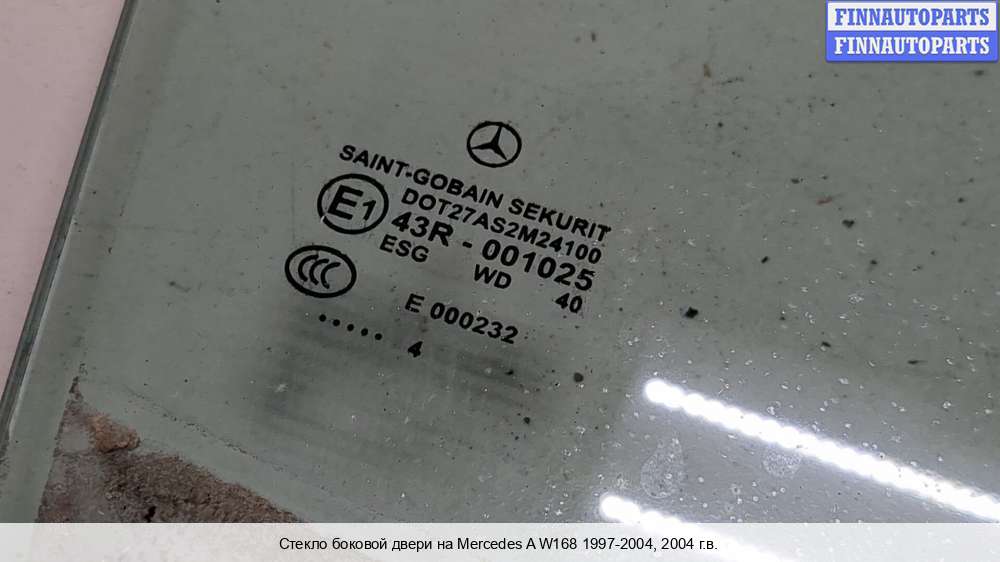 FINNAUTOPARTS
FINNAUTOPARTS
SAINT-GOBAIN SEKURIT
DOT27AS2M24100
E1
43R - 001025
ESG WD 40
CCC
E 000232
..... 4
Стекло боковой двери на Mercedes A W168 1997-2004, 2004 г.в.